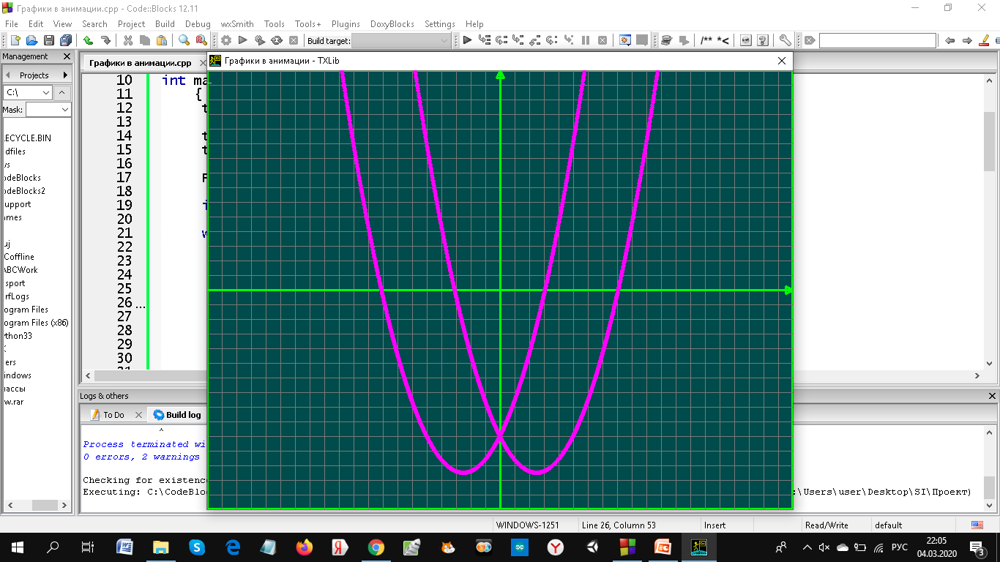 Графики в анимации.cpp - Code::Blocks 12.11
File Edit View Search Project Build Debug wxSmith Tools Tools+ Plugins DoxyBlocks Settings Help
Build target:
/** *<
Management
Графики в анимации.cpp
Графики в анимации - TXLib
Projects
C:\
Mask:
ECYCLE.BIN
dfiles
odeBlocks
odeBlocks2
upport
ames
uj
Coffline
ABCWork
sport
rfLogs
ogram Files
ogram Files (x86)
rthon33
ers
indows
лассы
w.rar
10 int ma
11 {
12 t
13
14 t
15 t
16
17
18
19 i
20
21 w
22
23
24
25
26 ...
27
28
29
30
Logs & others
To Do
Build log
Process terminated wi
0 errors, 2 warnings
Checking for existenc
Executing: C:\CodeBlo
:\Users\user\Desktop\SI\Проект)
WINDOWS-1251 Line 26, Column 53 Insert Read/Write default
РУС
22:05
04.03.2020
3